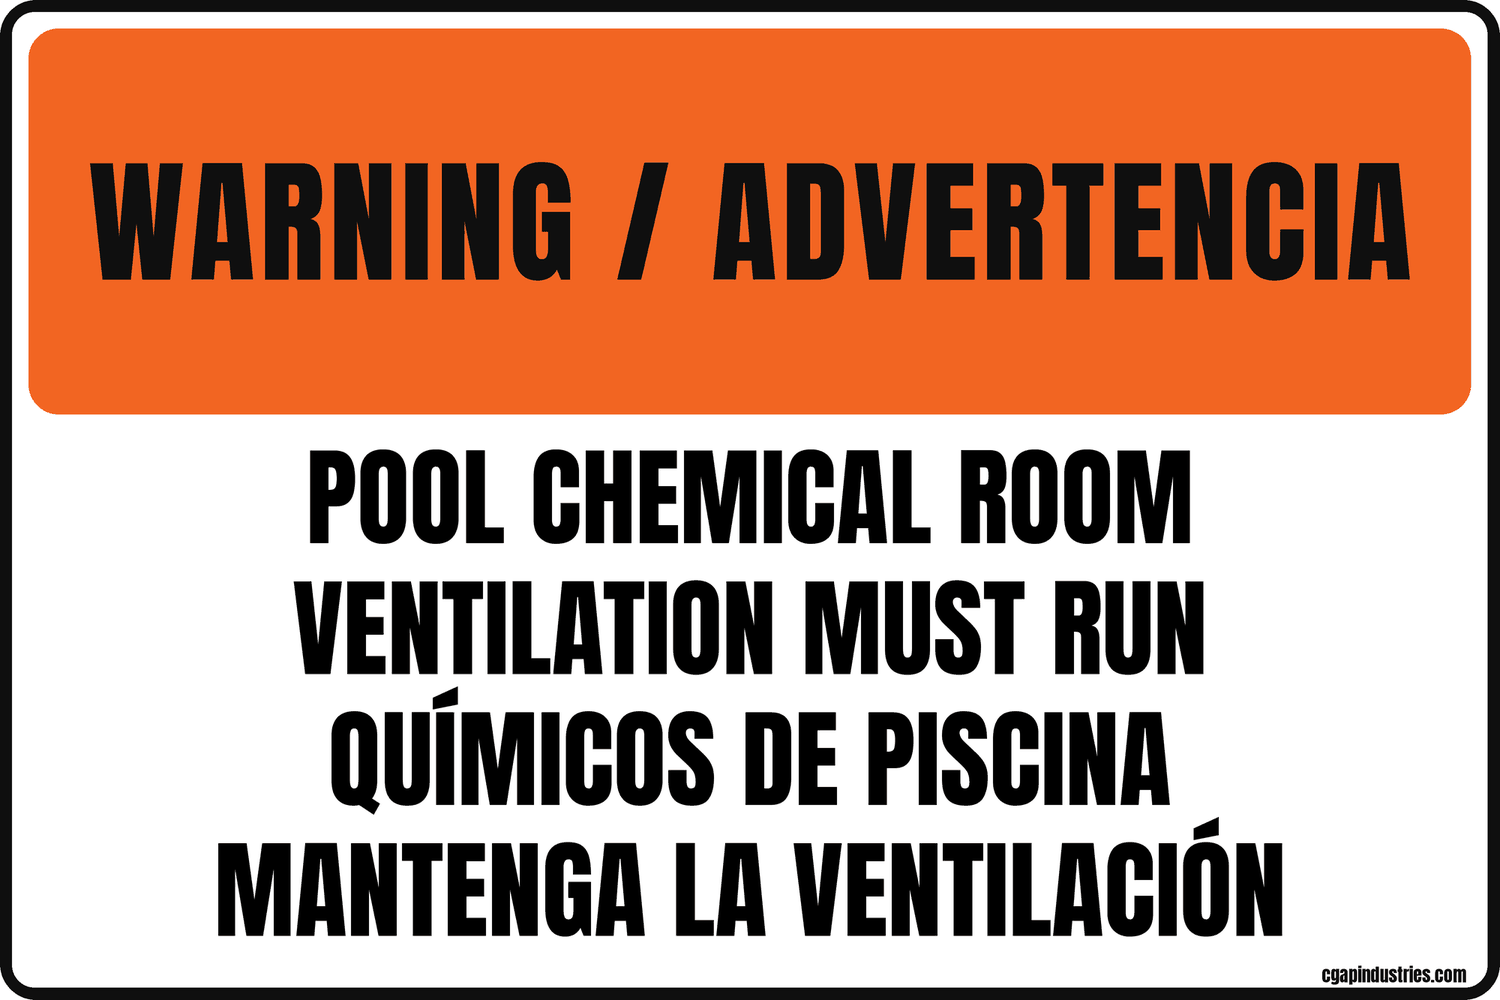 WARNING / ADVERTENCIA
POOL CHEMICAL ROOM
VENTILATION MUST RUN
QUÍMICOS DE PISCINA
MANTENGA LA VENTILACIÓN
cgapindustries.com